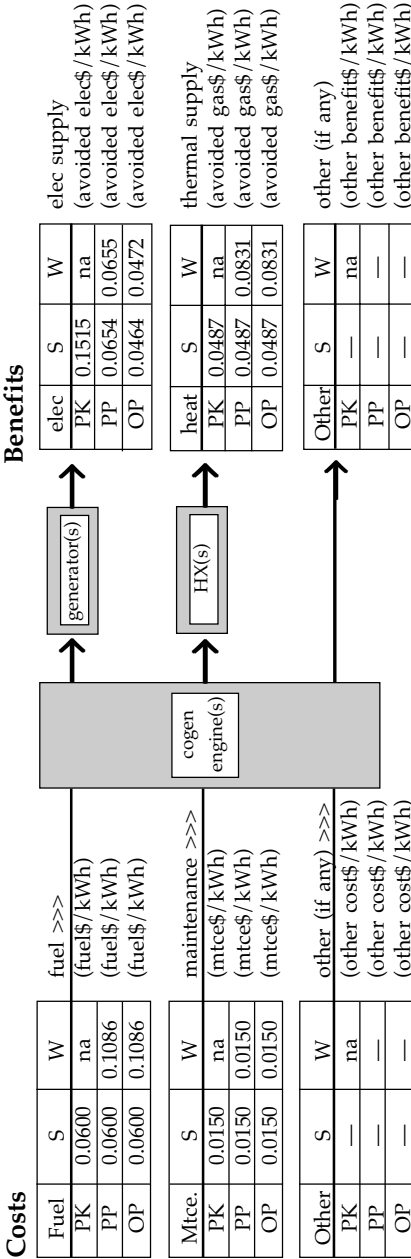 Costs
Benefits
Fuel S W
PK 0.0600 na
PP 0.0600 0.1086
OP 0.0600 0.1086
fuel >>>
(fuel$/kWh)
(fuel$/kWh)
(fuel$/kWh)
Mtce. S W
PK 0.0150 na
PP 0.0150 0.0150
OP 0.0150 0.0150
maintenance >>>
(mtce$/kWh)
(mtce$/kWh)
(mtce$/kWh)
Other S W
PK — na
PP — —
OP — —
other (if any) >>>
(other cost$/kWh)
(other cost$/kWh)
(other cost$/kWh)
cogen
engine(s)
generator(s)
HX(s)
elec S W
PK 0.1515 na
PP 0.0654 0.0655
OP 0.0464 0.0472
elec supply
(avoided elec$/kWh)
(avoided elec$/kWh)
(avoided elec$/kWh)
heat S W
PK 0.0487 na
PP 0.0487 0.0831
OP 0.0487 0.0831
thermal supply
(avoided gas$/kWh)
(avoided gas$/kWh)
(avoided gas$/kWh)
Other S W
PK — na
PP — —
OP — —
other (if any)
(other benefit$/kWh)
(other benefit$/kWh)
(other benefit$/kWh)